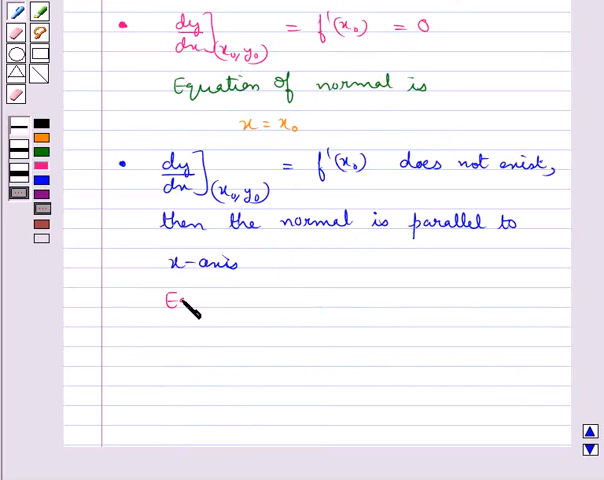 • dy/dx](x₀, y₀) = f'(x₀) = 0
Equation of normal is
x = x₀
• dy/dx](x₀, y₀) = f'(x₀) does not exist,
then the normal is parallel to
x-axis
E